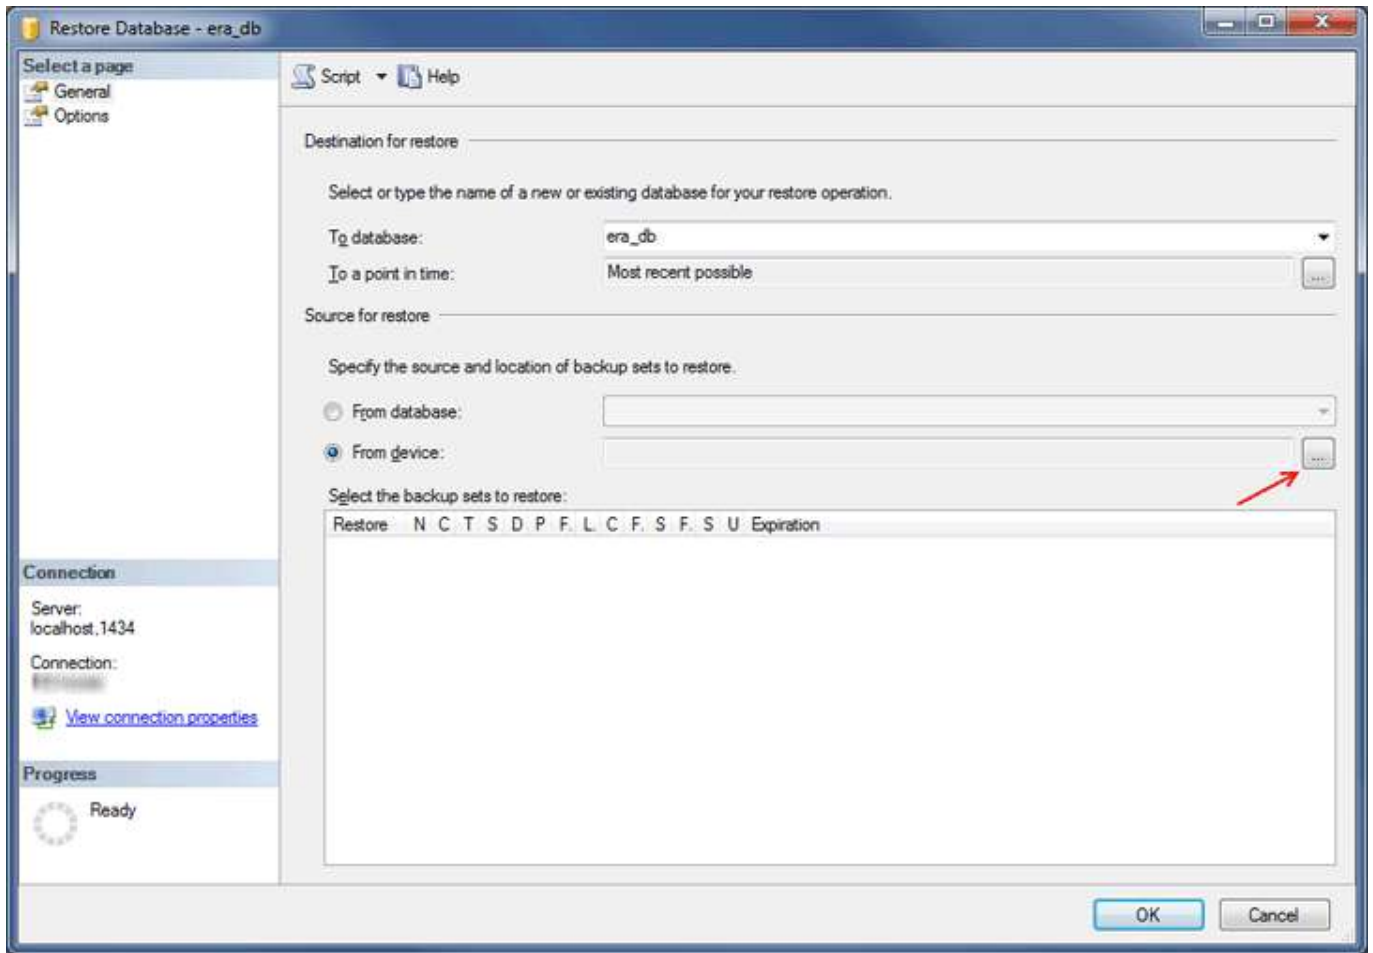 Restore Database - era_db
Select a page
General
Options
Script
Help
Destination for restore
Select or type the name of a new or existing database for your restore operation.
To database:
era_db
To a point in time:
Most recent possible
...
Source for restore
Specify the source and location of backup sets to restore.
From database:
From device:
...
Select the backup sets to restore:
Restore N C T S D P F. L. C F. S F. S U Expiration
Connection
Server:
localhost,1434
Connection:
View connection properties
Progress
Ready
OK
Cancel